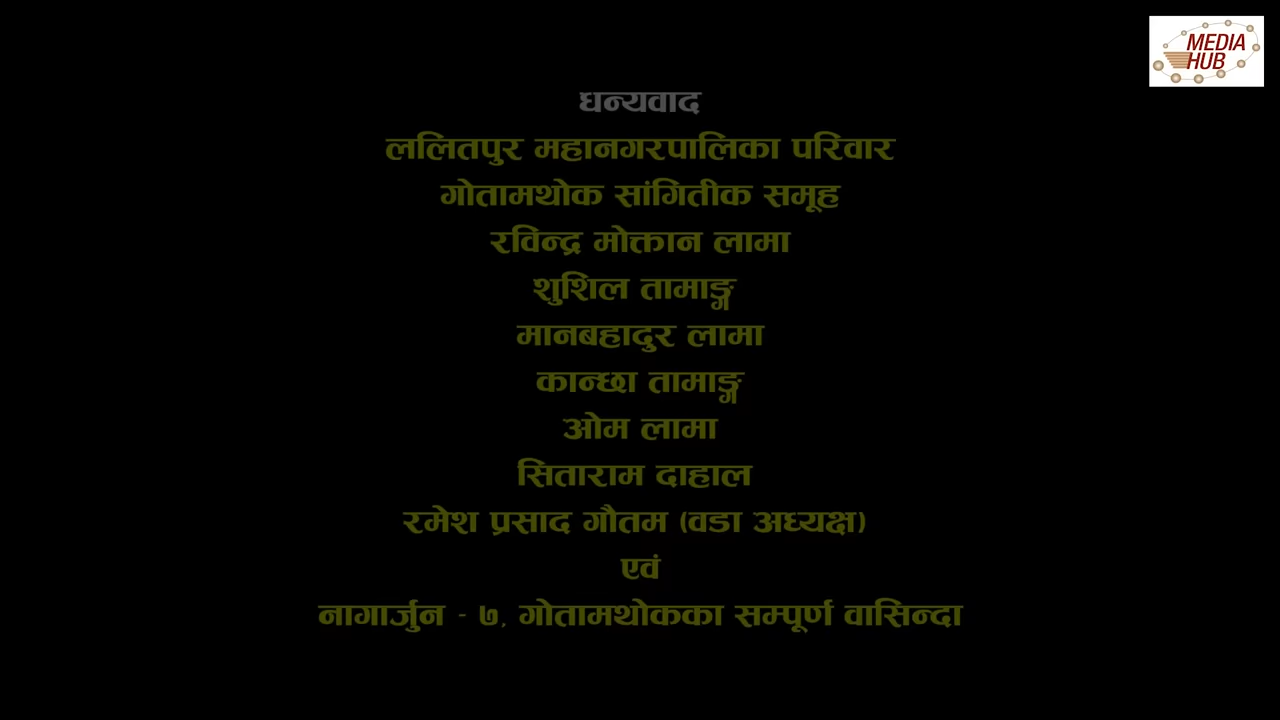 MEDIA
HUB
धन्यवाद
ललितपुर महानगरपालिका परिवार
गोतामथोक सांगितीक समूह
रविन्द्र मोक्तान लामा
शुशिल तामाङ्ग
मानबहादुर लामा
कान्छा तामाङ्ग
ओम लामा
सिताराम दाहाल
रमेश प्रसाद गौतम (वडा अध्यक्ष)
एवं
नागार्जुन - ७, गोतामथोकका सम्पूर्ण वासिन्दा